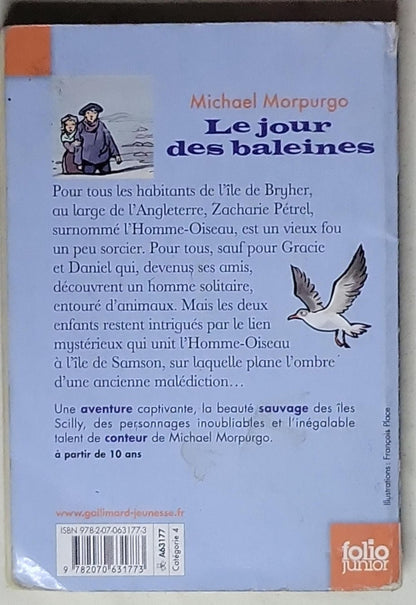 Michael Morpurgo
Le jour
des baleines
Pour tous les habitants de l'île de Bryher,
au large de l'Angleterre, Zacharie Pétrel,
surnommé l'Homme-Oiseau, est un vieux fou
un peu sorcier. Pour tous, sauf pour Gracie
et Daniel qui, devenus ses amis,
découvrent un homme solitaire,
entouré d'animaux. Mais les deux
enfants restent intrigués par le lien
mystérieux qui unit l'Homme-Oiseau
à l'île de Samson, sur laquelle plane l'ombre
d'une ancienne malédiction...
Une aventure captivante, la beauté sauvage des îles
Scilly, des personnages inoubliables et l'inégalable
talent de conteur de Michael Morpurgo.
à partir de 10 ans
Illustrations : François Place
www.gallimard-jeunesse.fr
ISBN 978-2-07-063177-3
9 782070 631773
A63177
Catégorie 4
folio
junior